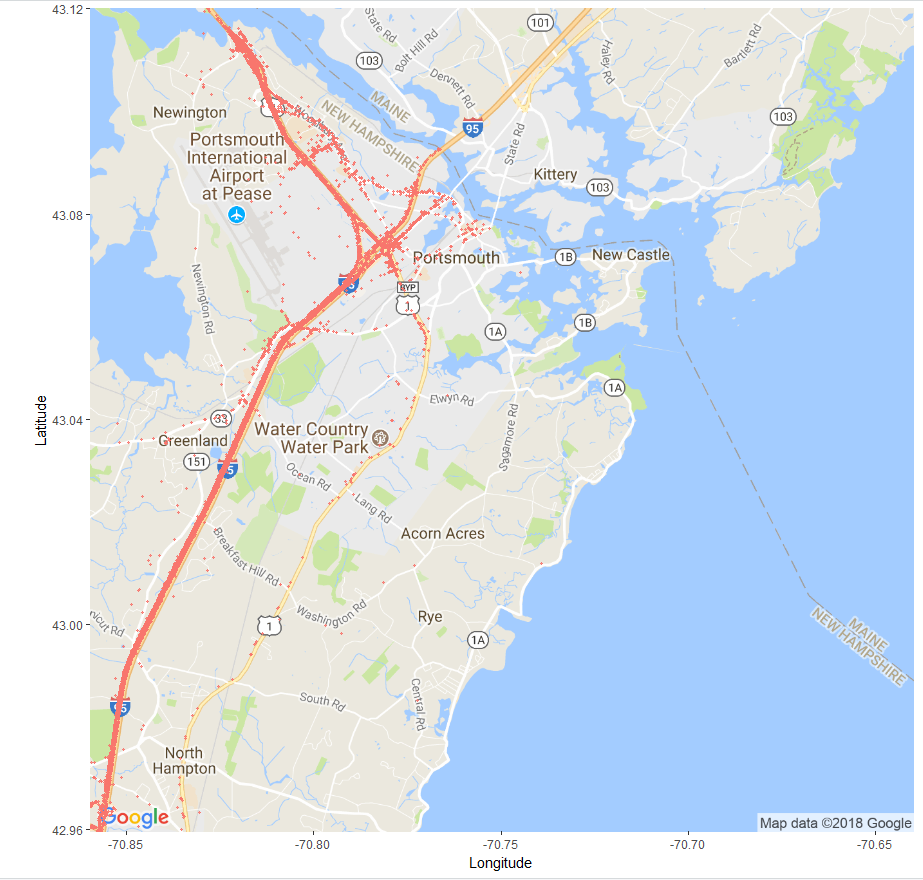 43.12
43.08
43.04
43.00
42.96
Latitude
-70.85
-70.80
-70.75
-70.70
-70.65
Longitude
State Rd
Bolt Hill Rd
101
103
Dennett Rd
Haley Rd
Bartlett Rd
103
Newington
MAINE
NEW HAMPSHIRE
95
State Rd
Portsmouth
International
Airport
at Pease
Kittery
103
Newington Rd
Portsmouth
1B
New Castle
BYP
1
1A
1B
1A
Elwyn Rd
33
Greenland
151
Water Country
Water Park
Sagamore Rd
Ocean Rd
Lang Rd
Acorn Acres
Breakfast Hill Rd
Washington Rd
1
Rye
1A
MAINE
NEW HAMPSHIRE
South Rd
Central Rd
North
Hampton
Google
Map data ©2018 Google